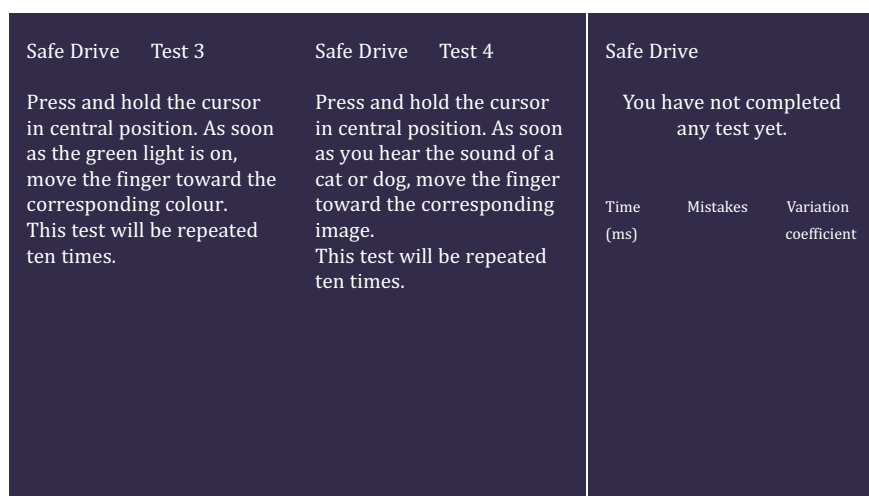 Safe Drive Test 3
Press and hold the cursor
in central position. As soon
as the green light is on,
move the finger toward the
corresponding colour.
This test will be repeated
ten times.
Safe Drive Test 4
Press and hold the cursor
in central position. As soon
as you hear the sound of a
cat or dog, move the finger
toward the corresponding
image.
This test will be repeated
ten times.
Safe Drive
You have not completed
any test yet.
Time Mistakes Variation
(ms) coefficient